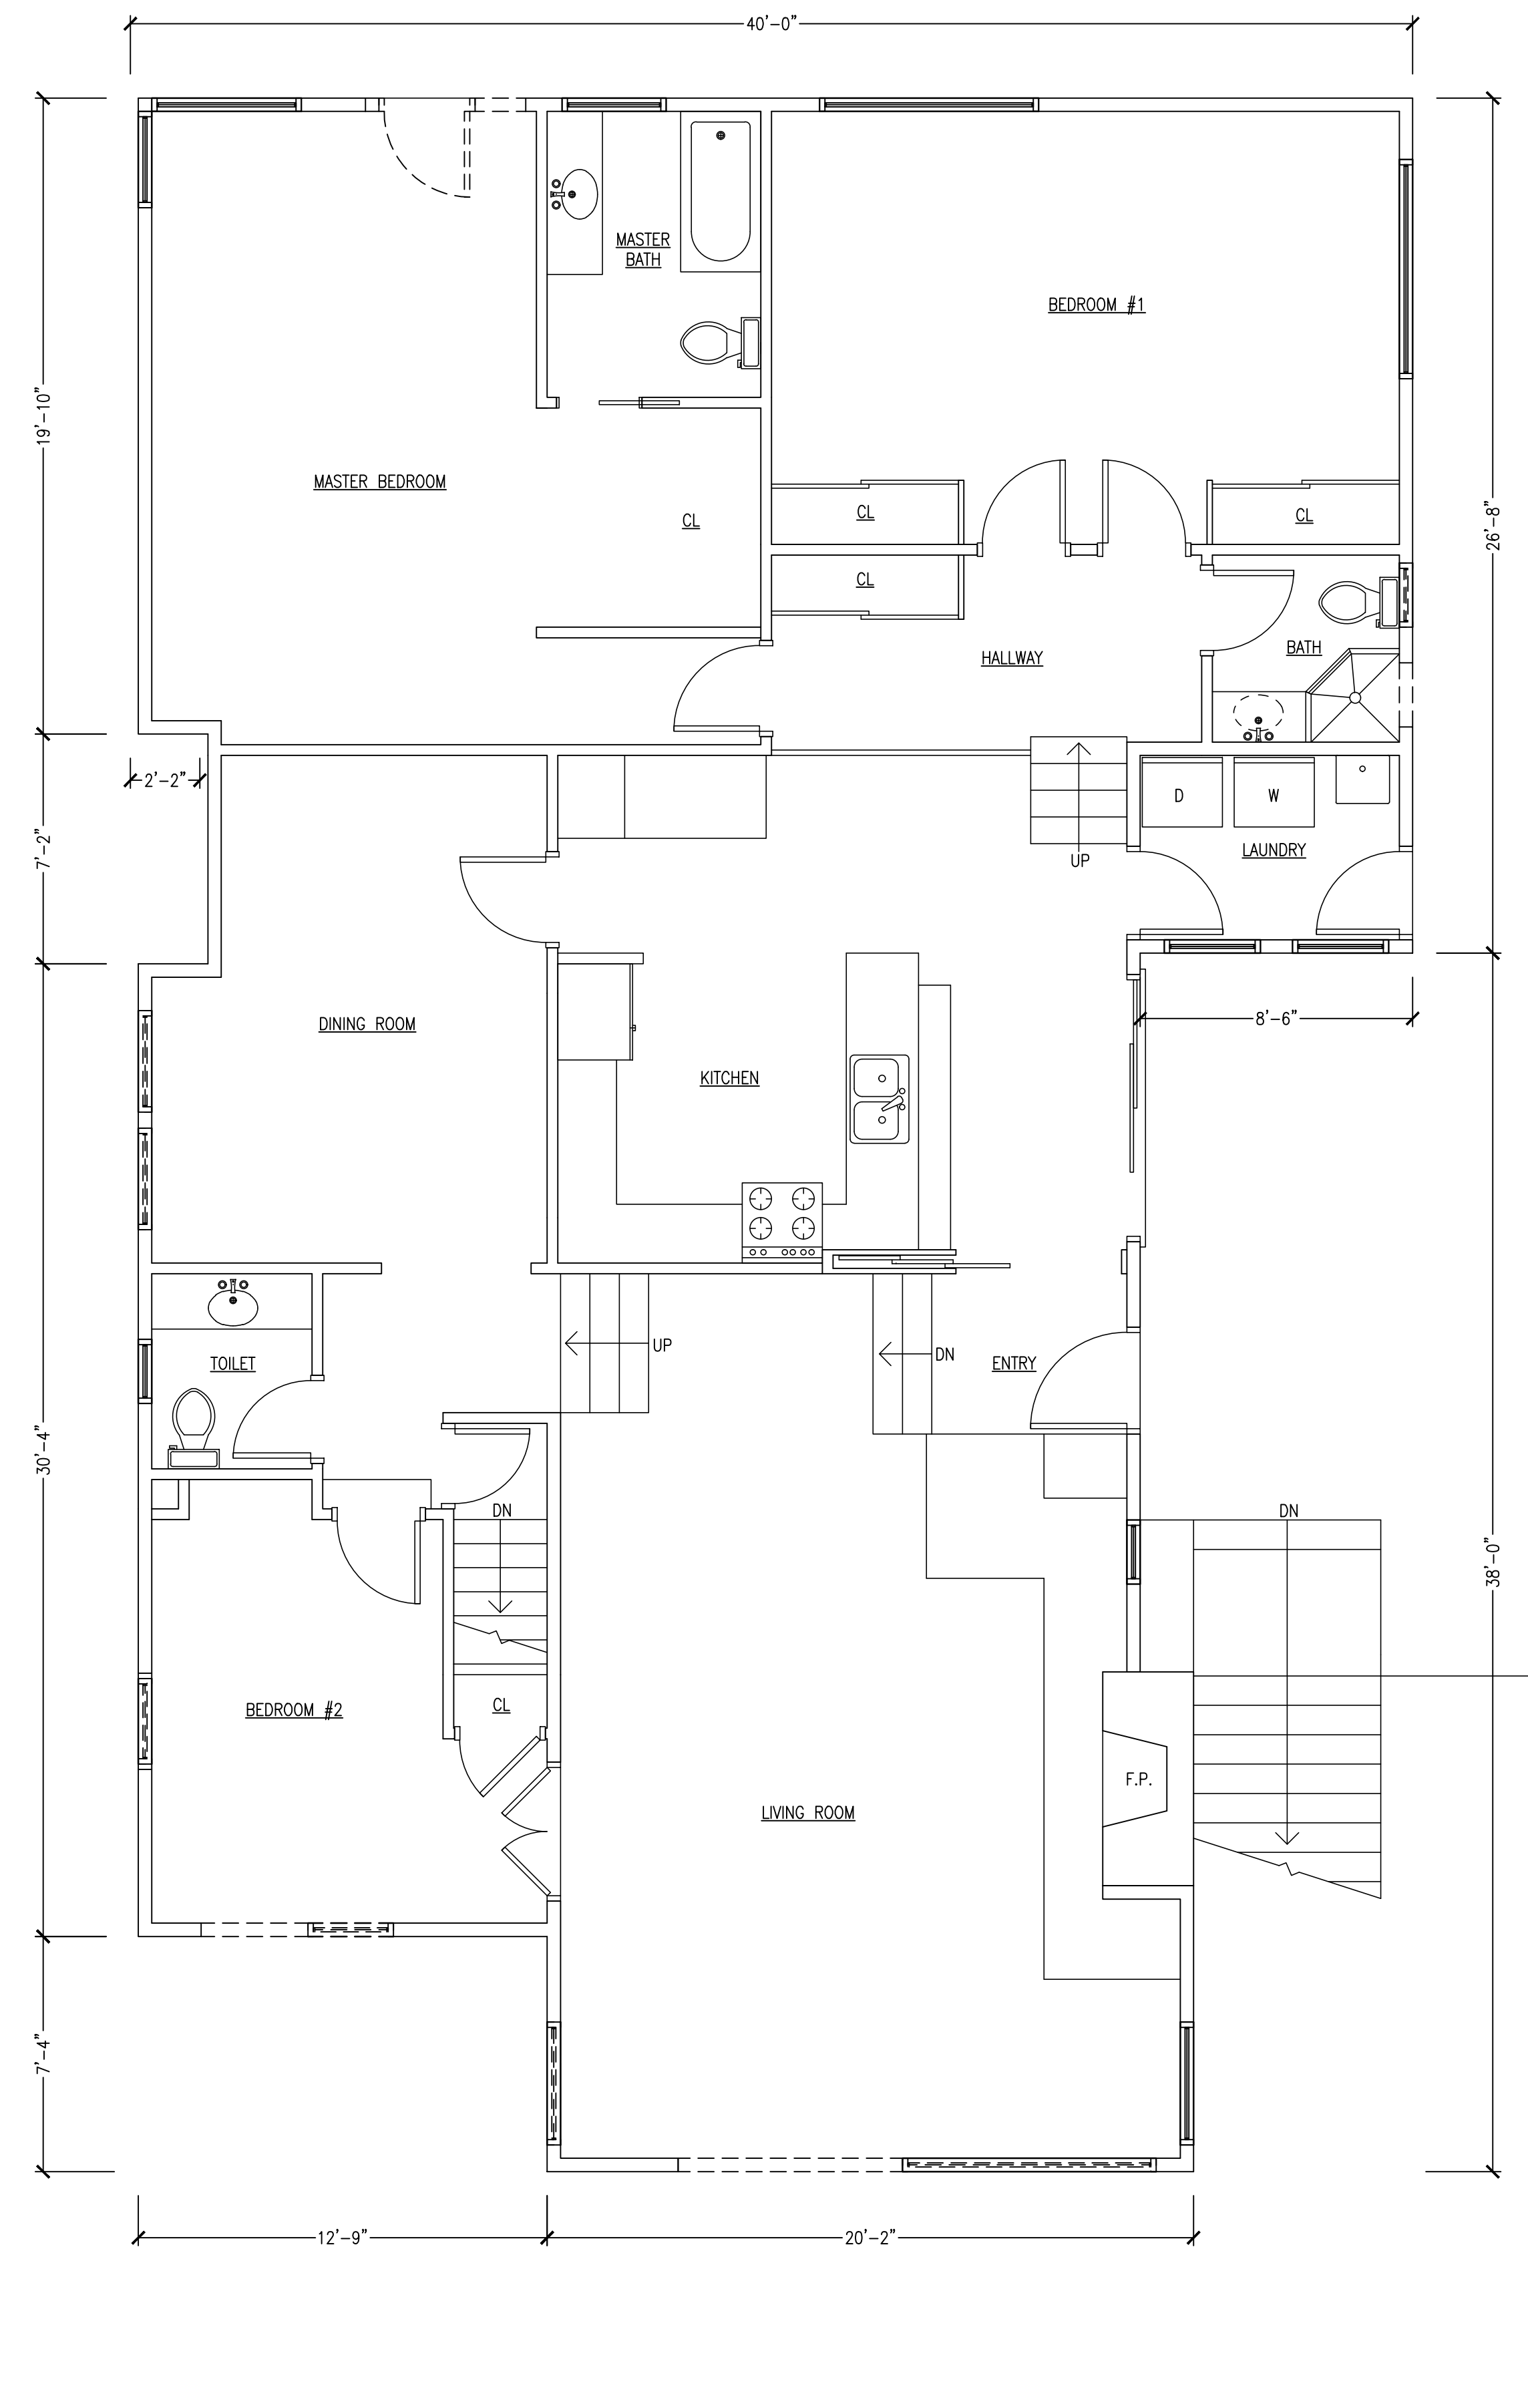 40'-0"
MASTER
BATH
BEDROOM #1
19'-10"
MASTER BEDROOM
CL
CL
CL
26'-8"
CL
HALLWAY
BATH
2'-2"
D
W
7'-2"
UP
LAUNDRY
DINING ROOM
8'-6"
KITCHEN
TOILET
UP
DN
ENTRY
30'-4"
DN
DN
38'-0"
BEDROOM #2
CL
F.P.
LIVING ROOM
7'-4"
12'-9"
20'-2"